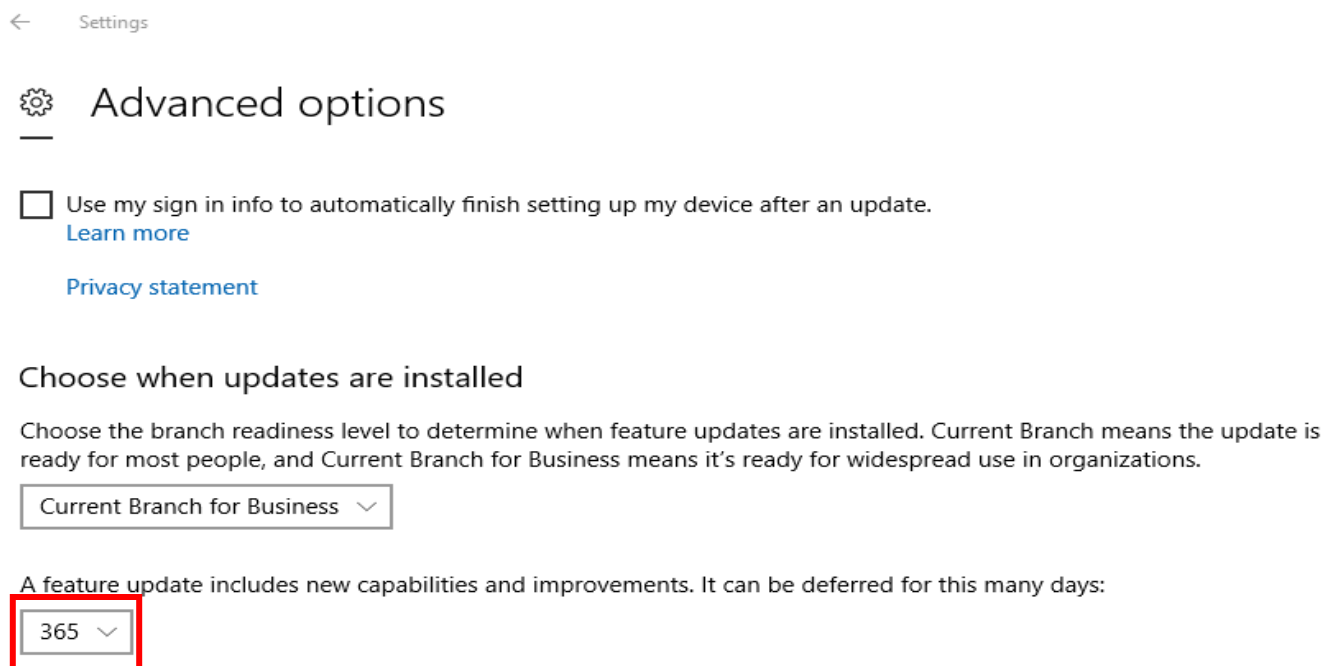 Settings
Advanced options
Use my sign in info to automatically finish setting up my device after an update.
Learn more
Privacy statement
Choose when updates are installed
Choose the branch readiness level to determine when feature updates are installed. Current Branch means the update is
ready for most people, and Current Branch for Business means it’s ready for widespread use in organizations.
Current Branch for Business
A feature update includes new capabilities and improvements. It can be deferred for this many days:
365